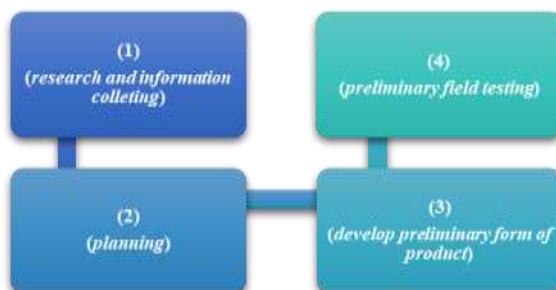 (1)
(research and information
colleting)
(2)
(planning)
(3)
(develop preliminary form of
product)
(4)
(preliminary field testing)